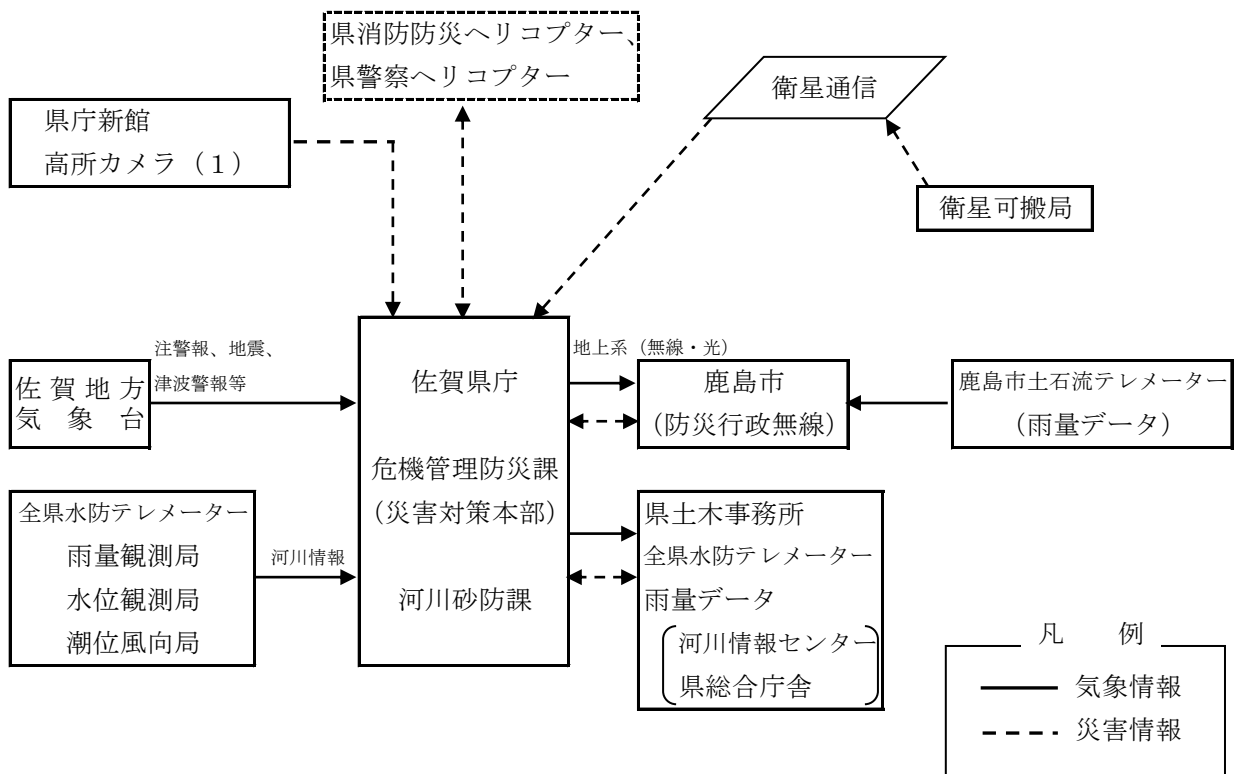 県消防防災ヘリコプター、
県警察ヘリコプター
衛星通信
県庁新館
高所カメラ（１）
衛星可搬局
注警報、地震、
津波警報等
地上系（無線・光）
佐賀地方
気象台
佐賀県庁
鹿島市
(防災行政無線)
鹿島市土石流テレメーター
（雨量データ）
危機管理防災課
(災害対策本部)
河川砂防課
全県水防テレメーター
雨量観測局
水位観測局
潮位風向局
河川情報
県土木事務所
全県水防テレメーター
雨量データ
河川情報センター
県総合庁舎
凡　例
気象情報
災害情報